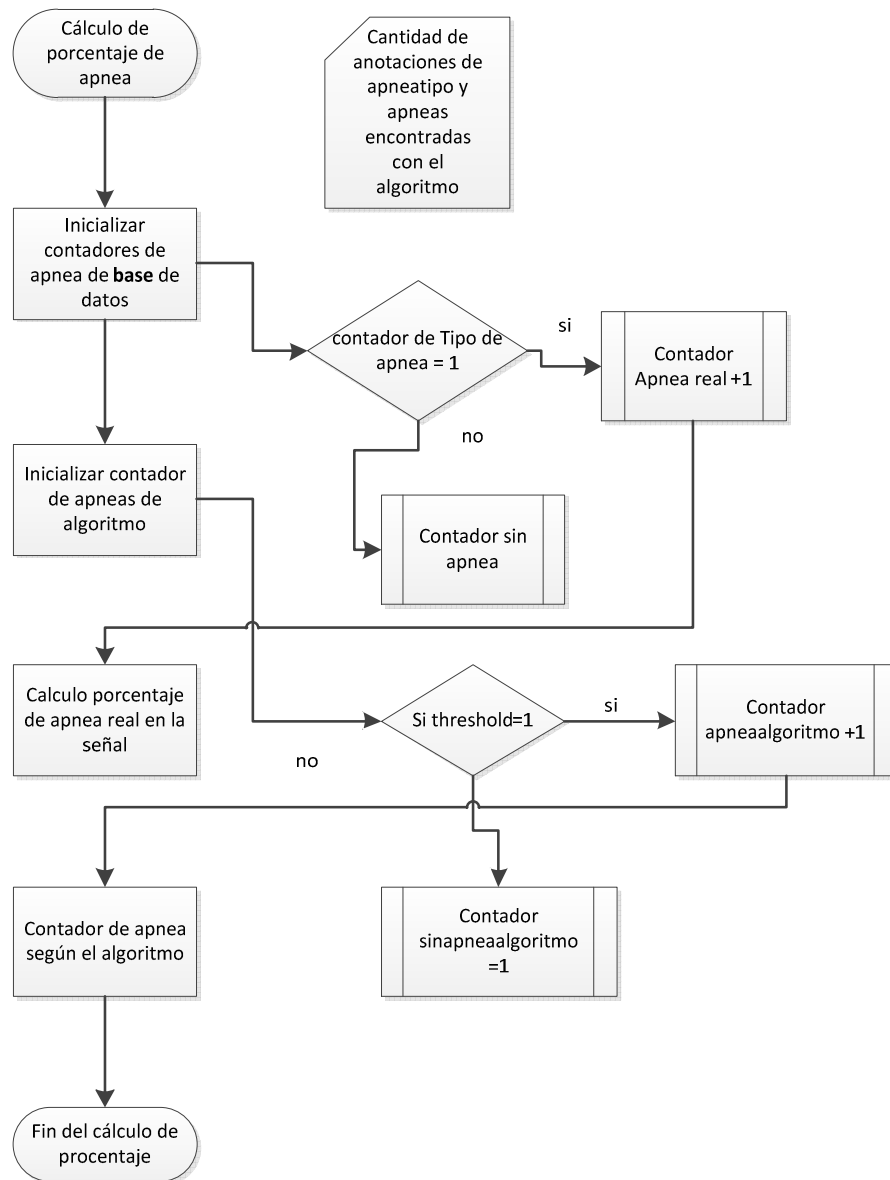 Cálculo de
porcentaje de
apnea
Cantidad de
anotaciones de
apneatipo y
apneas
encontradas
con el
algoritmo
Inicializar
contadores de
apnea de base de
datos
contador de Tipo de
apnea = 1
si
Contador
Apnea real +1
no
Inicializar contador
de apneas de
algoritmo
Contador sin
apnea
Calculo porcentaje
de apnea real en la
señal
Si threshold=1
si
Contador
apneaalgoritmo +1
no
Contador de apnea
según el algoritmo
Contador
sinapneaalgoritmo
=1
Fin del cálculo de
procentaje